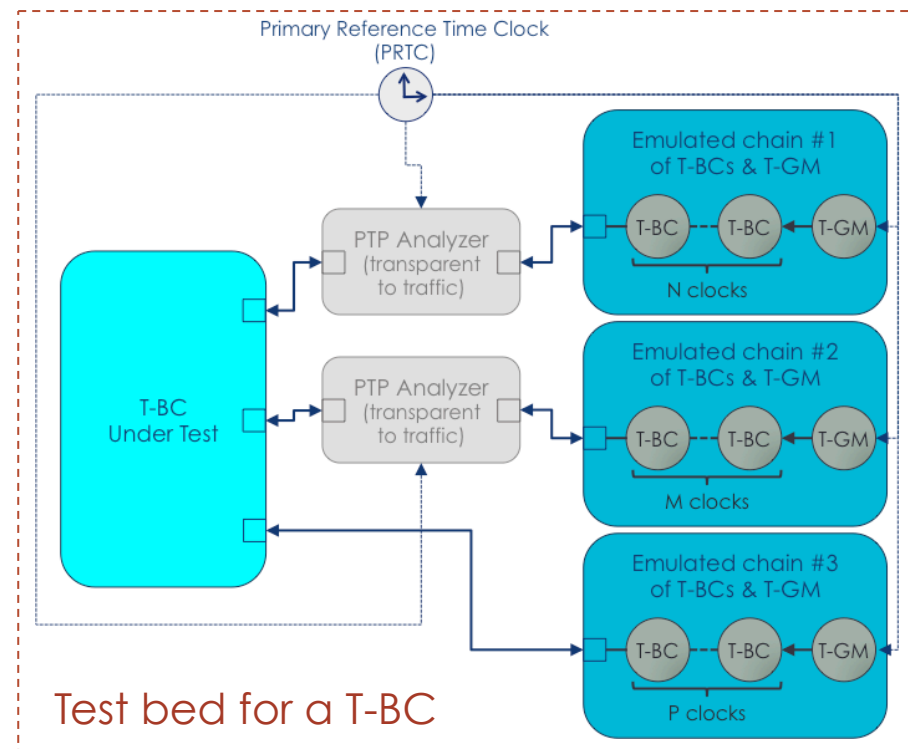 Primary Reference Time Clock
(PRTC)
Emulated chain #1
of T-BCs & T-GM
T-BC
T-BC
T-GM
N clocks
PTP Analyzer
(transparent
to traffic)
T-BC
Under Test
PTP Analyzer
(transparent
to traffic)
Emulated chain #2
of T-BCs & T-GM
T-BC
T-BC
T-GM
M clocks
Emulated chain #3
of T-BCs & T-GM
T-BC
T-BC
T-GM
P clocks
Test bed for a T-BC